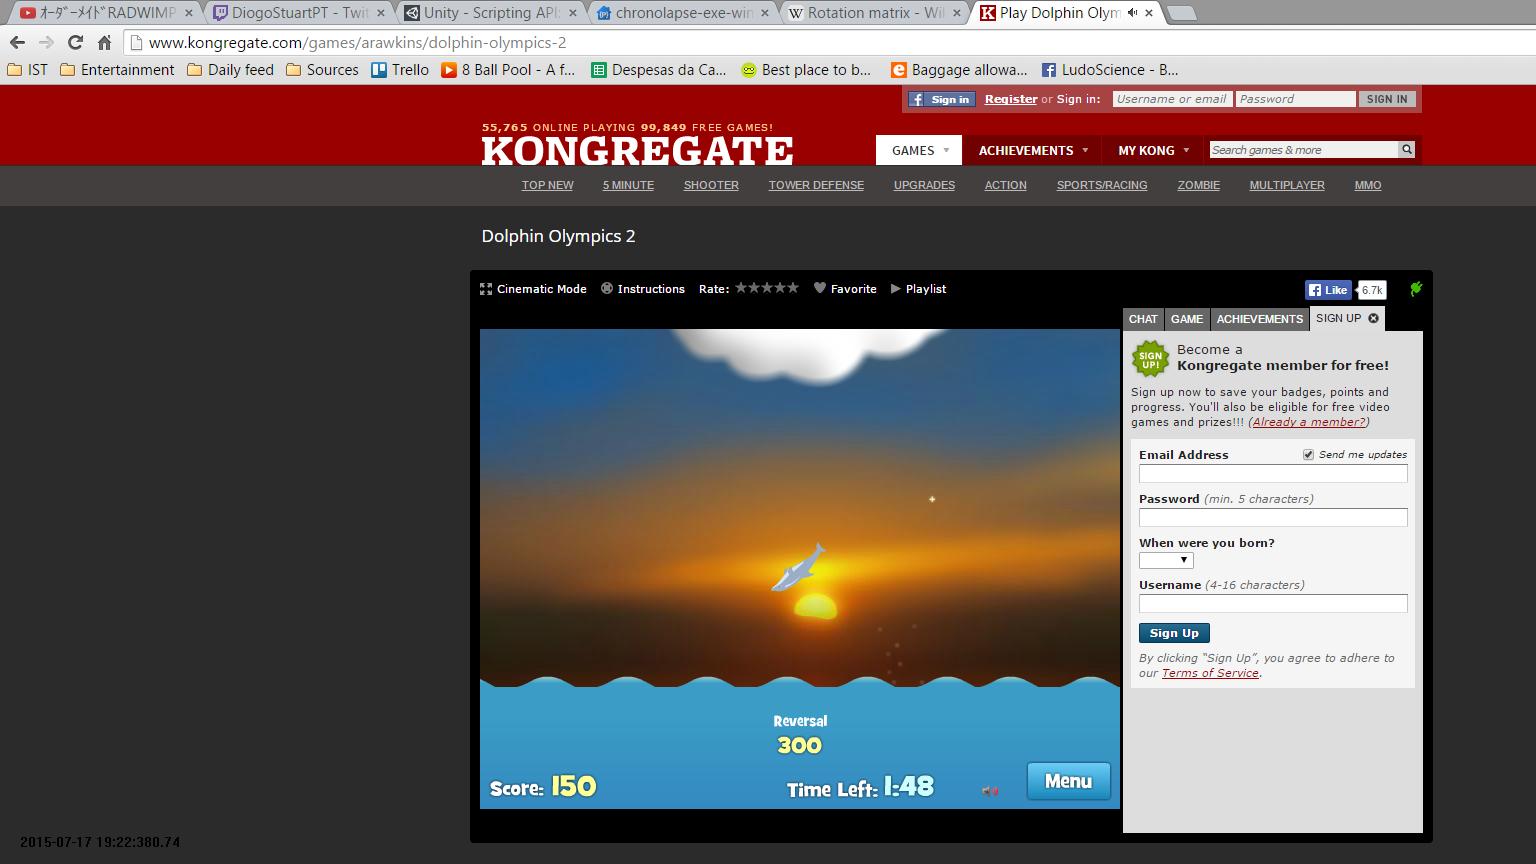 ｵｰﾀﾞｰﾒｲﾄﾞRADWIMP
DiogoStuartPT - Twit
Unity - Scripting API:
chronolapse-exe-win
Rotation matrix - Wi
Play Dolphin Olym
www.kongregate.com/games/arawkins/dolphin-olympics-2
IST Entertainment Daily feed Sources Trello 8 Ball Pool - A f... Despesas da Ca... Best place to b... Baggage allowa... LudoScience - B...
Sign in Register or Sign in: Username or email Password SIGN IN
55,765 ONLINE PLAYING 99,849 FREE GAMES!
KONGREGATE
GAMES ACHIEVEMENTS MY KONG Search games & more
TOP NEW 5 MINUTE SHOOTER TOWER DEFENSE UPGRADES ACTION SPORTS/RACING ZOMBIE MULTIPLAYER MMO
Dolphin Olympics 2
Cinematic Mode Instructions Rate: Favorite Playlist
Like 6.7k
CHAT GAME ACHIEVEMENTS SIGN UP
SIGN UP!
Become a
Kongregate member for free!
Sign up now to save your badges, points and
progress. You'll also be eligible for free video
games and prizes!!! (Already a member?)
Email Address Send me updates
Password (min. 5 characters)
When were you born?
Username (4-16 characters)
Sign Up
By clicking “Sign Up”, you agree to adhere to
our Terms of Service.
Reversal
300
Score: 150
Time Left: 1:48
Menu
2015-07-17 19:22:380.74